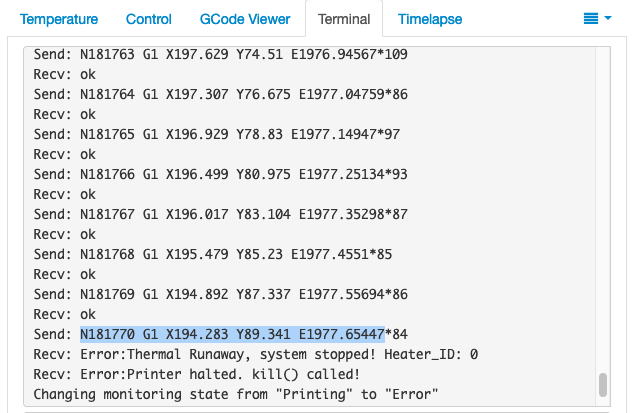 Temperature Control GCode Viewer Terminal Timelapse
Send: N181763 G1 X197.629 Y74.51 E1976.94567*109
Recv: ok
Send: N181764 G1 X197.307 Y76.675 E1977.04759*86
Recv: ok
Send: N181765 G1 X196.929 Y78.83 E1977.14947*97
Recv: ok
Send: N181766 G1 X196.499 Y80.975 E1977.25134*93
Recv: ok
Send: N181767 G1 X196.017 Y83.104 E1977.35298*87
Recv: ok
Send: N181768 G1 X195.479 Y85.23 E1977.4551*85
Recv: ok
Send: N181769 G1 X194.892 Y87.337 E1977.55694*86
Recv: ok
Send: N181770 G1 X194.283 Y89.341 E1977.65447*84
Recv: Error:Thermal Runaway, system stopped! Heater_ID: 0
Recv: Error:Printer halted. kill() called!
Changing monitoring state from "Printing" to "Error"